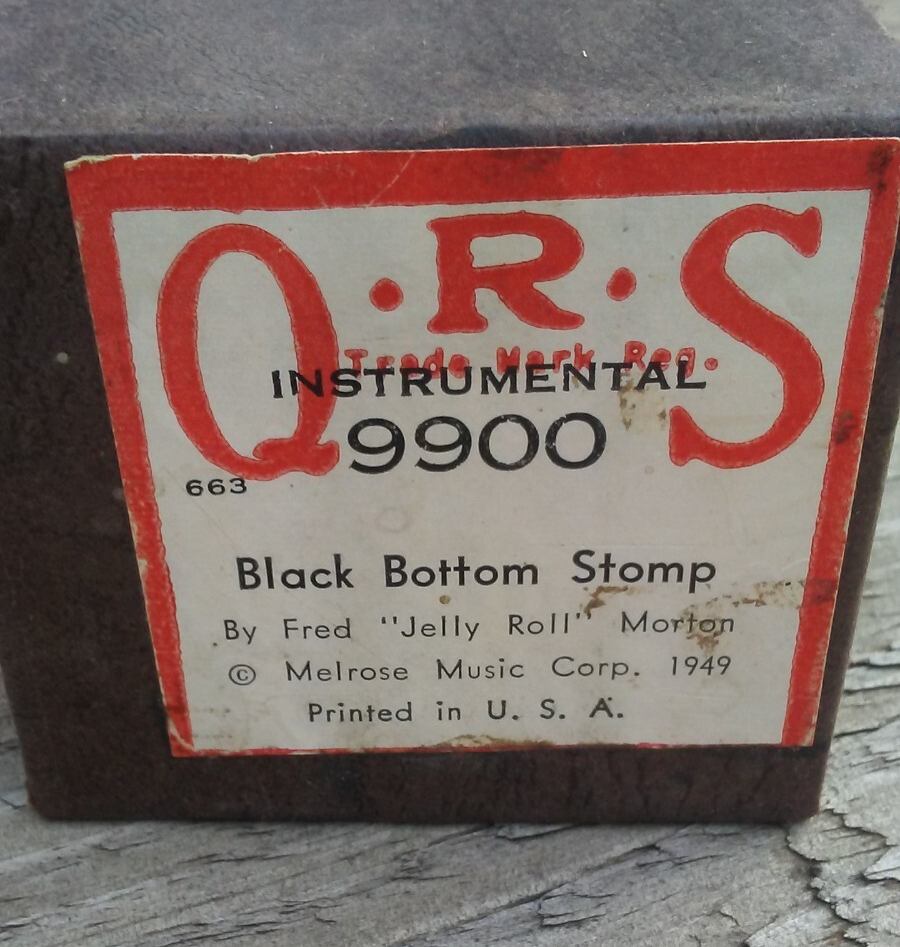 Q·R·S
Trade Mark Reg.
INSTRUMENTAL
9900
663
Black Bottom Stomp
By Fred "Jelly Roll" Morton
© Melrose Music Corp. 1949
Printed in U. S. A.